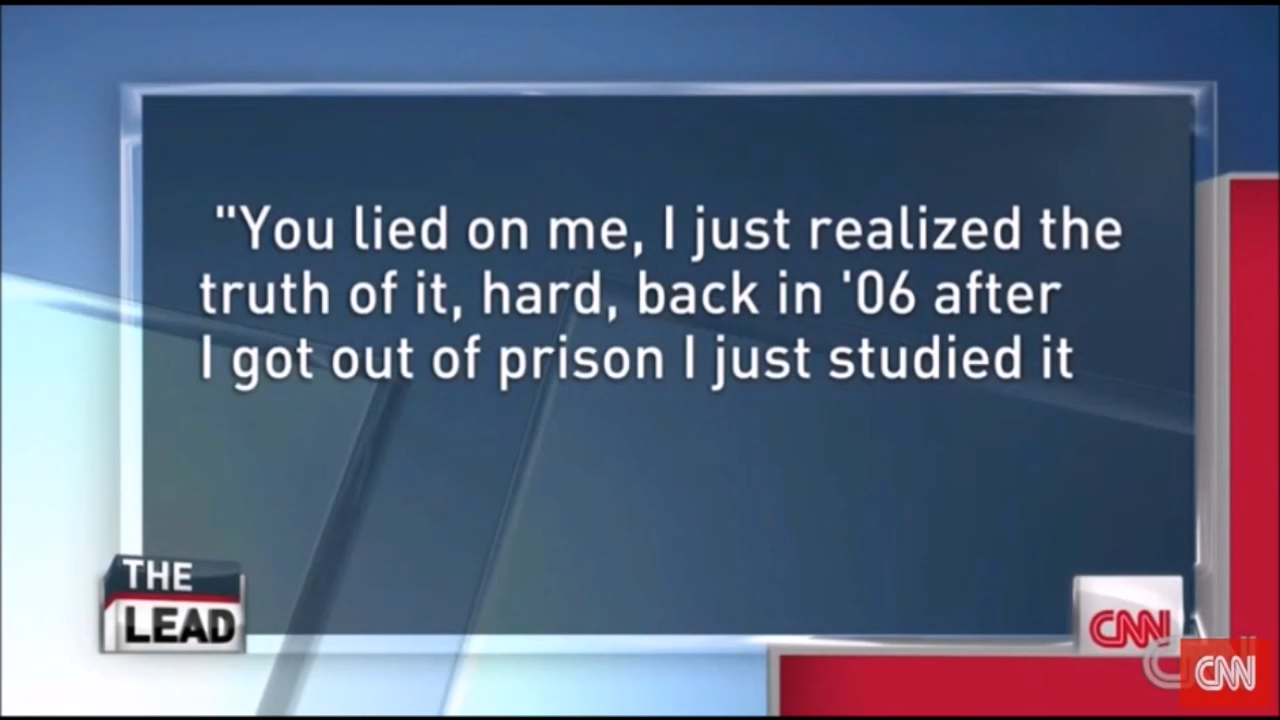 "You lied on me, I just realized the
truth of it, hard, back in '06 after
I got out of prison I just studied it
THE
LEAD
CNN
CNN